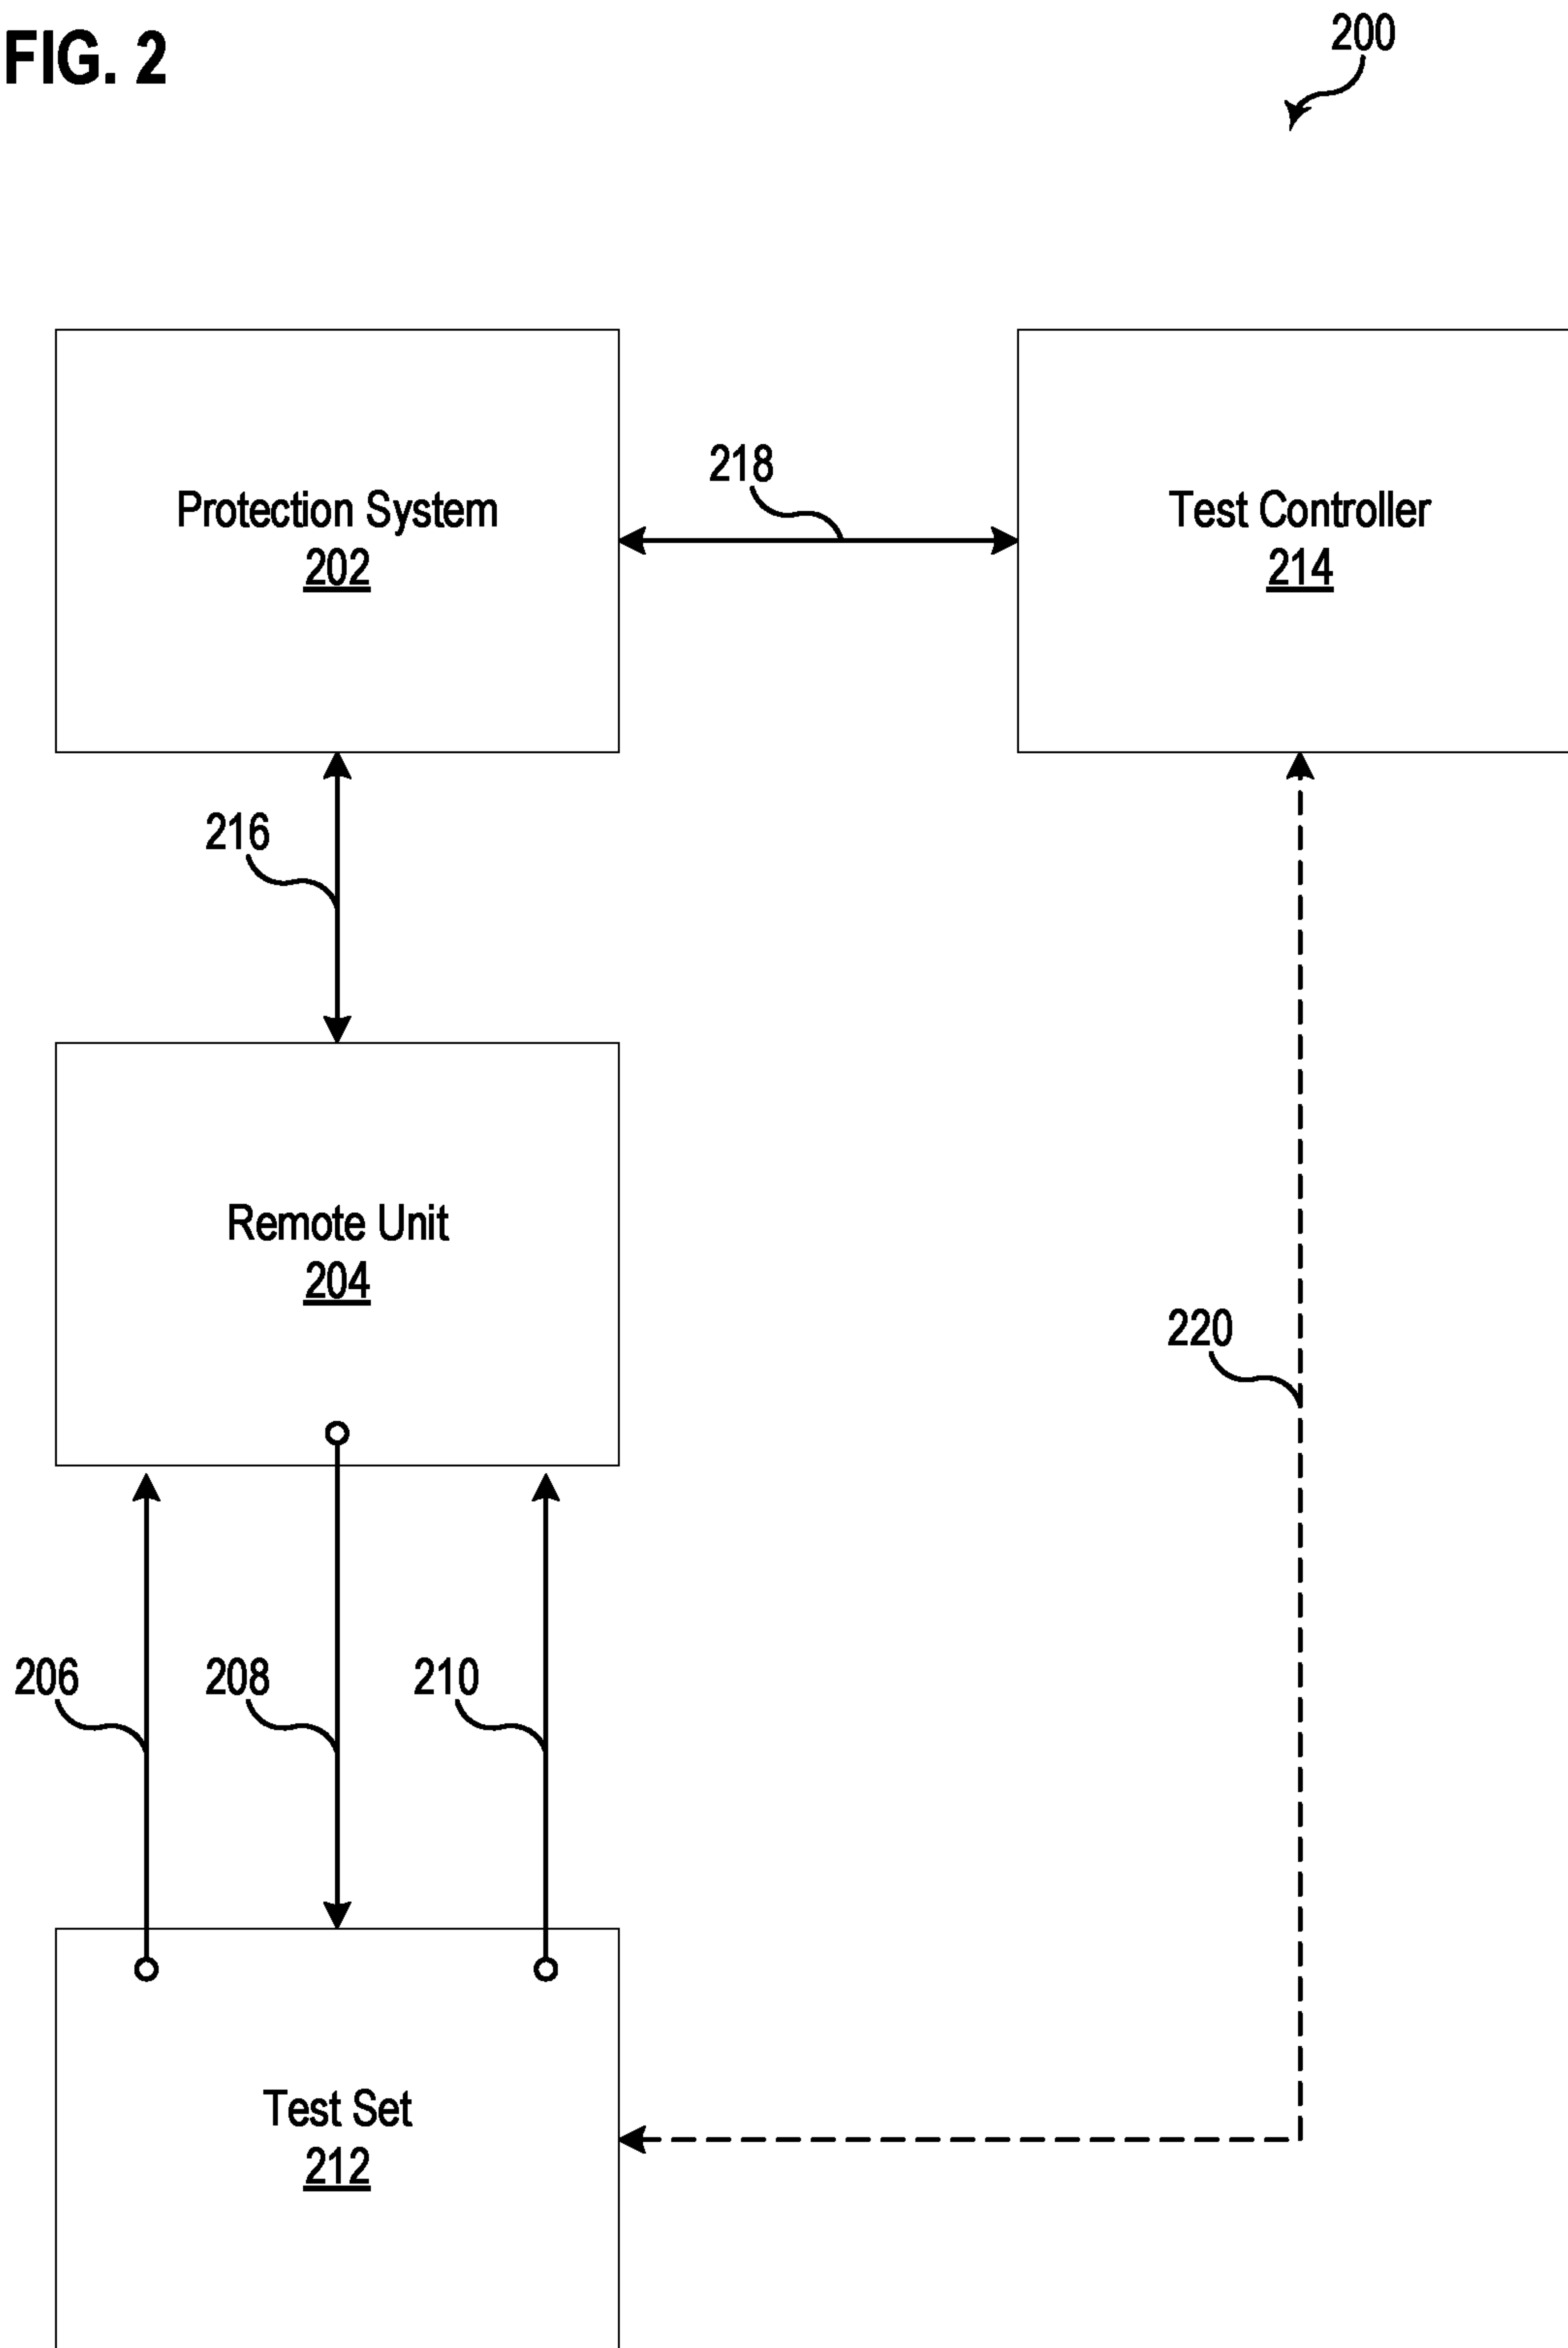 FIG. 2
200
Protection System
202
218
Test Controller
214
216
Remote Unit
204
220
206
208
210
Test Set
212